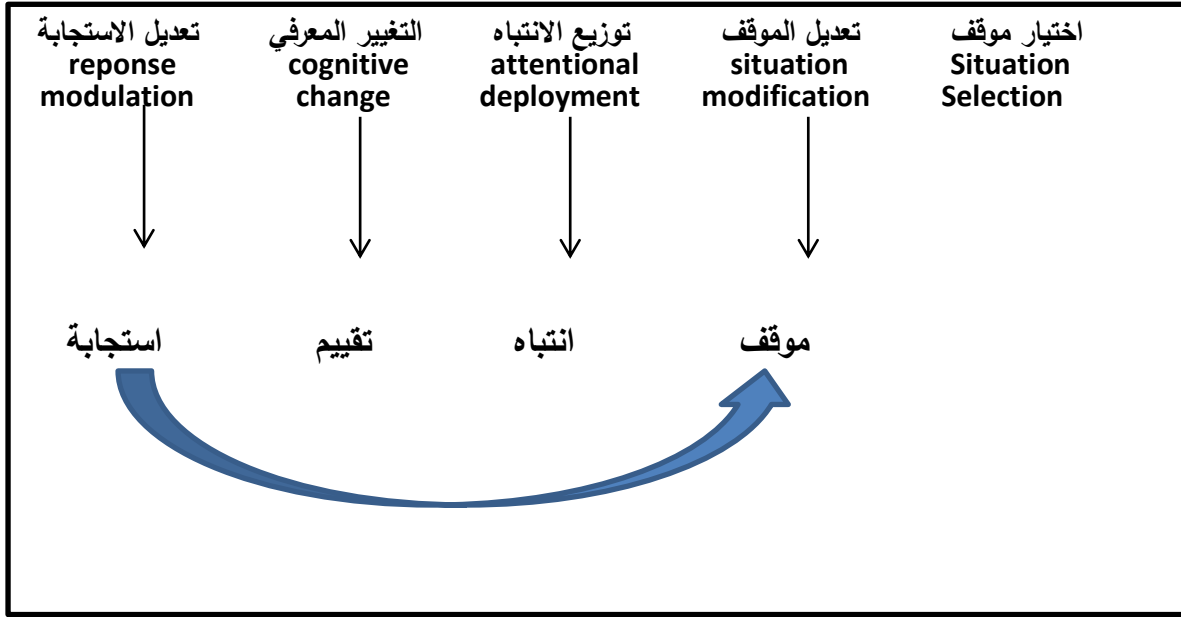 اختيار موقف
Situation
Selection
تعديل الموقف
situation
modification
توزيع الانتباه
attentional
deployment
التغيير المعرفي
cognitive
change
تعديل الاستجابة
reponse
modulation
موقف
انتباه
تقييم
استجابة